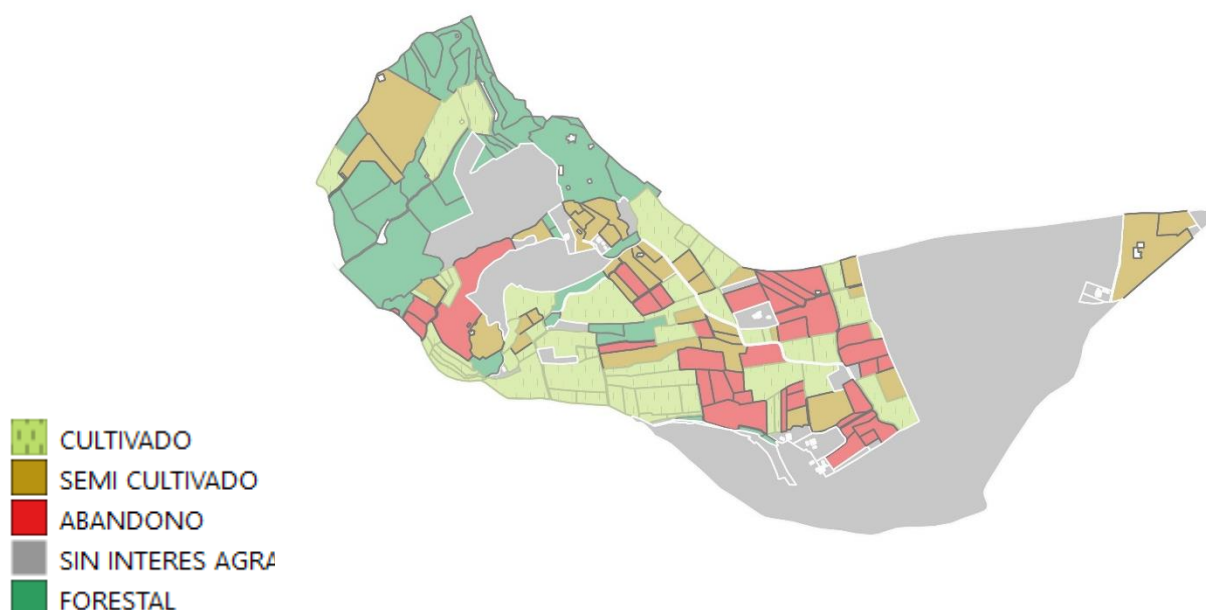 CULTIVADO
SEMI CULTIVADO
ABANDONO
SIN INTERES AGRA
FORESTAL